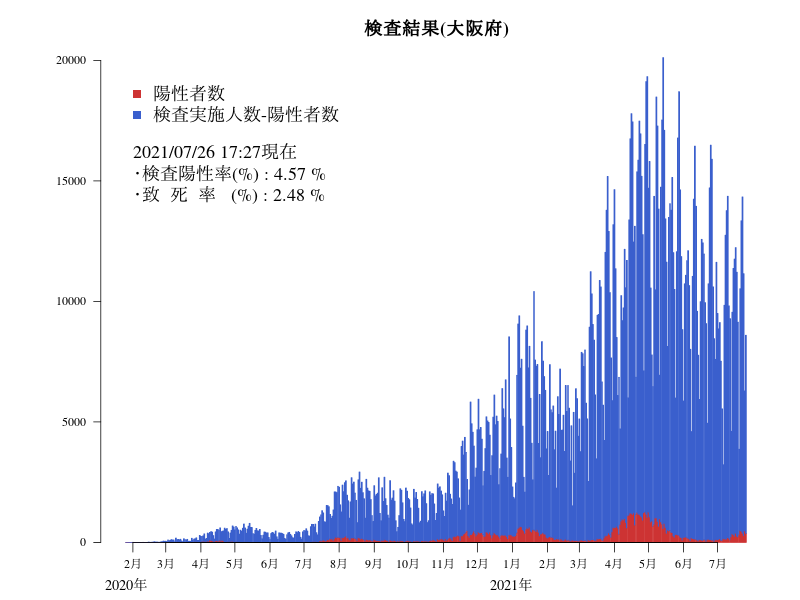 検査結果(大阪府)
陽性者数
検査実施人数-陽性者数
2021/07/26 17:27現在
・検査陽性率(%) : 4.57 %
・致 死 率 (%) : 2.48 %
20000
15000
10000
5000
0
2月 3月 4月 5月 6月 7月 8月 9月 10月 11月 12月 1月 2月 3月 4月 5月 6月 7月
2020年 2021年